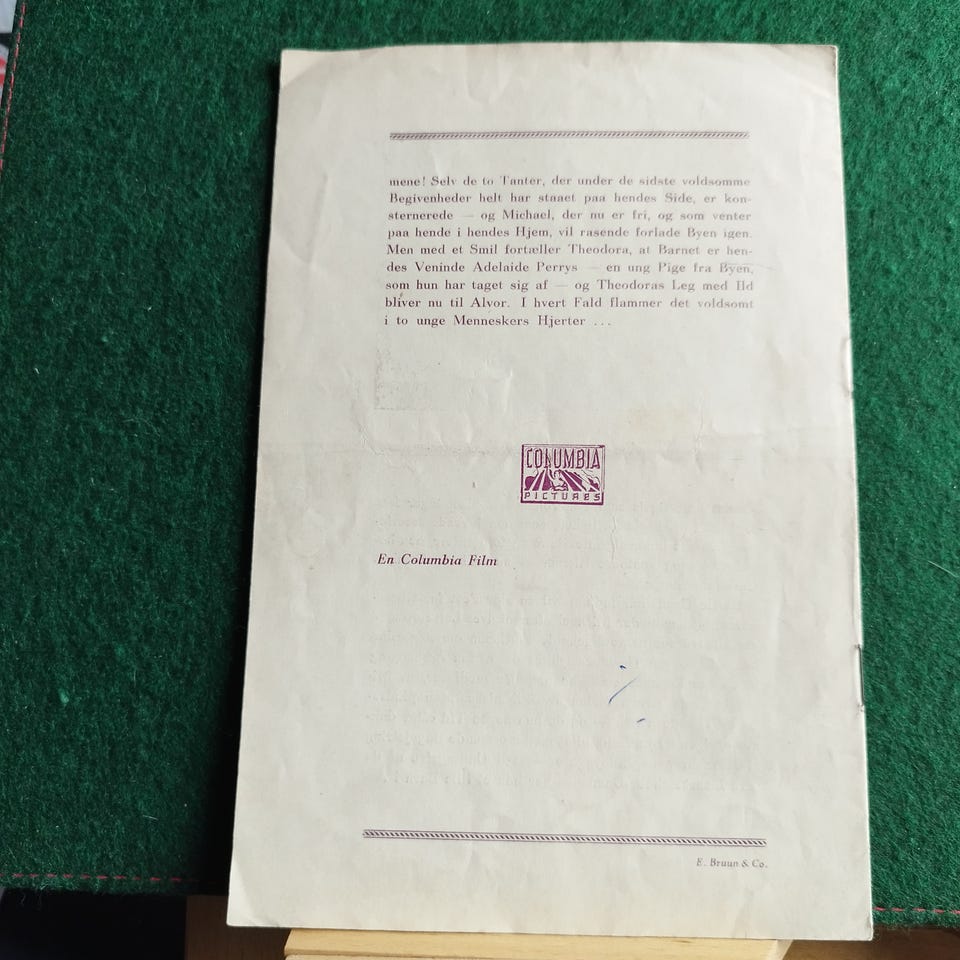 mene! Selv de to Tanter, der under de sidste voldsomme
Begivenheder helt har staaet paa hendes Side, er kon-
sternerede — og Michael, der nu er fri, og som venter
paa hende i hendes Hjem, vil rasende forlade Byen igen.
Men med et Smil fortæller Theodora, at Barnet er hen-
des Veninde Adelaide Perrys — en ung Pige fra Byen,
som hun har taget sig af — og Theodoras Leg med Ild
bliver nu til Alvor. I hvert Fald flammer det voldsomt
i to unge Menneskers Hjerter ...
COLUMBIA
PICTURES
En Columbia Film
E. Bruun & Co.